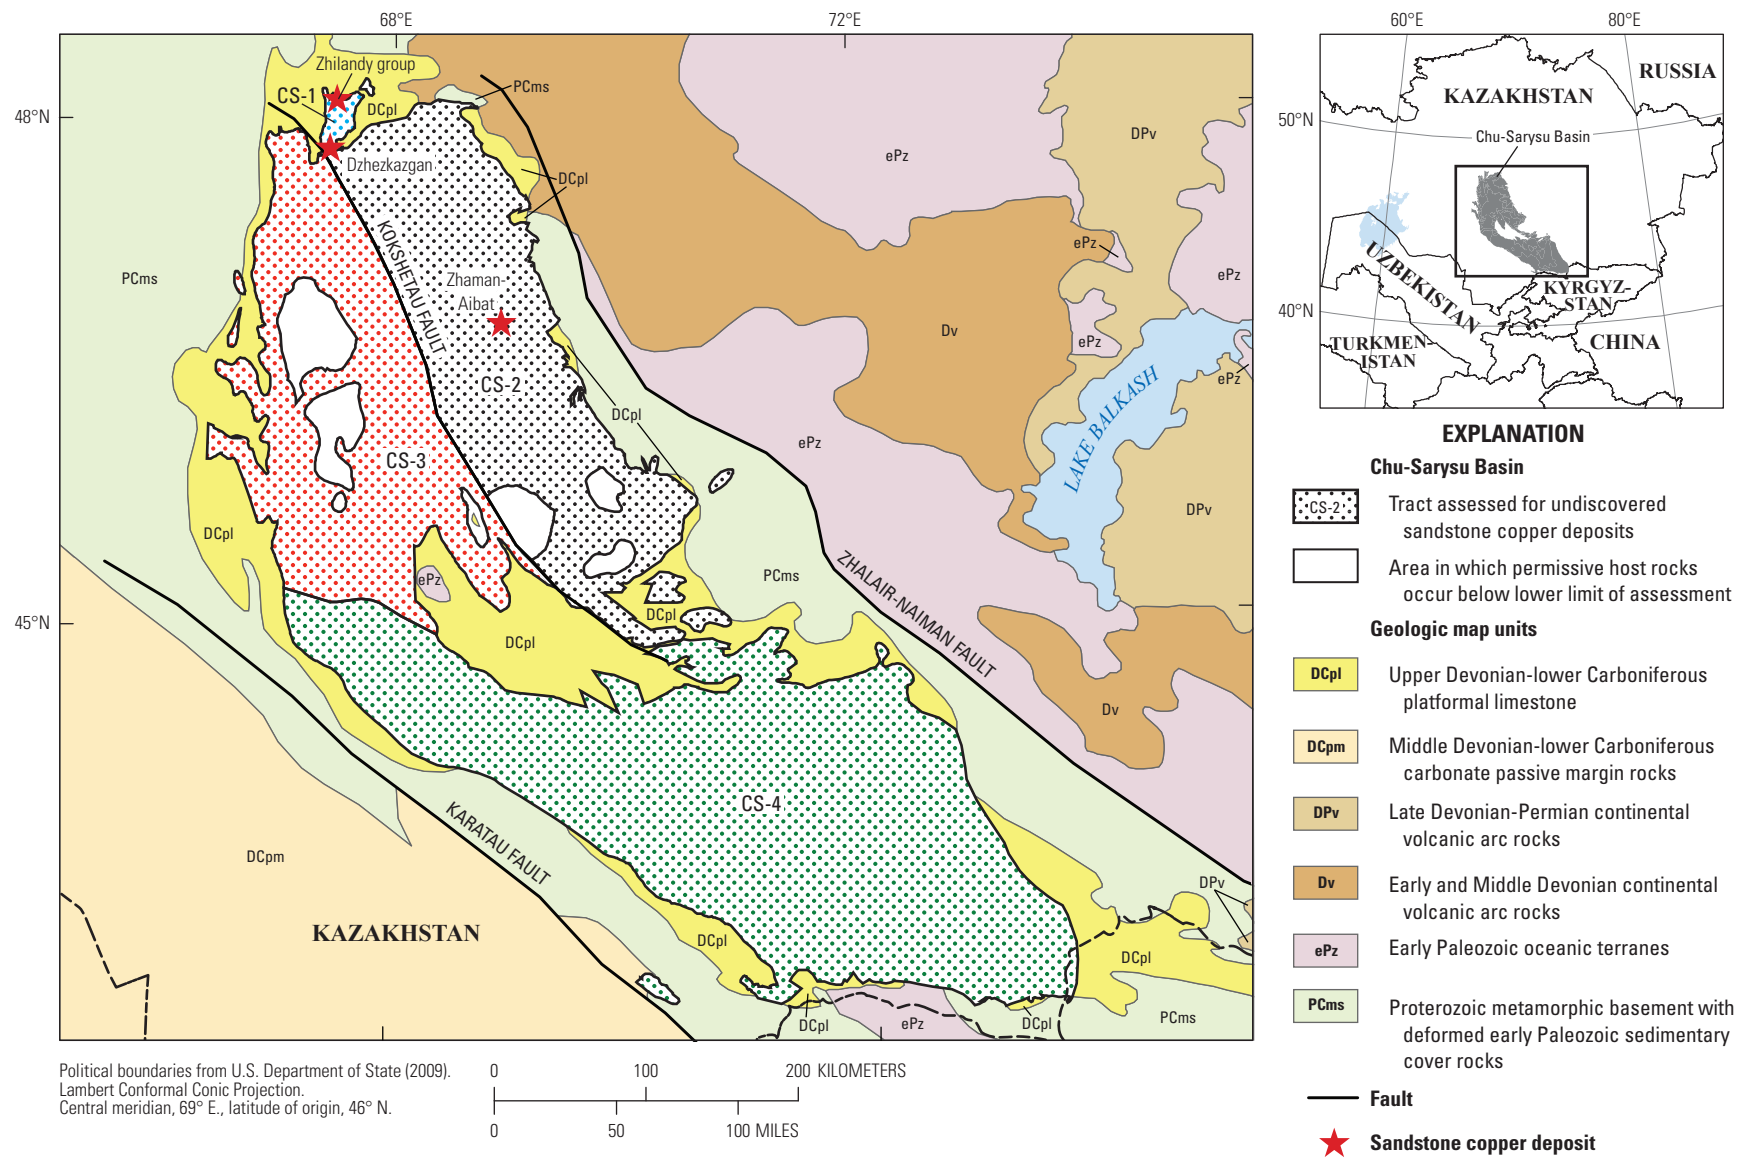 68°E
72°E
48°N
45°N
Zhilandy group
CS-1
DCpl
PCms
Dzhezkazgan
DCpl
KOKSHETAU FAULT
Zhaman-
Aibat
PCms
CS-2
DCpl
CS-3
DCpl
ePz
DPv
ePz
ePz
Dv
ePz
ePz
ePz
LAKE BALKASH
DPv
PCms
ePz
DCpl
DCpl
ZHALAIR-NAIMAN FAULT
Dv
CS-4
KARATAU FAULT
DCpm
KAZAKHSTAN
DCpl
DPv
DCpl
DCpl
ePz
DCpl
PCms
60°E
80°E
50°N
40°N
RUSSIA
KAZAKHSTAN
Chu-Sarysu Basin
UZBEKISTAN
KYRGYZ-
STAN
TURKMEN-
ISTAN
CHINA
EXPLANATION
Chu-Sarysu Basin
CS-2
Tract assessed for undiscovered
sandstone copper deposits
Area in which permissive host rocks
occur below lower limit of assessment
Geologic map units
DCpl
Upper Devonian-lower Carboniferous
platformal limestone
DCpm
Middle Devonian-lower Carboniferous
carbonate passive margin rocks
DPv
Late Devonian-Permian continental
volcanic arc rocks
Dv
Early and Middle Devonian continental
volcanic arc rocks
ePz
Early Paleozoic oceanic terranes
PCms
Proterozoic metamorphic basement with
deformed early Paleozoic sedimentary
cover rocks
Fault
Sandstone copper deposit
Political boundaries from U.S. Department of State (2009).
Lambert Conformal Conic Projection.
Central meridian, 69° E., latitude of origin, 46° N.
0 100 200 KILOMETERS
0 50 100 MILES